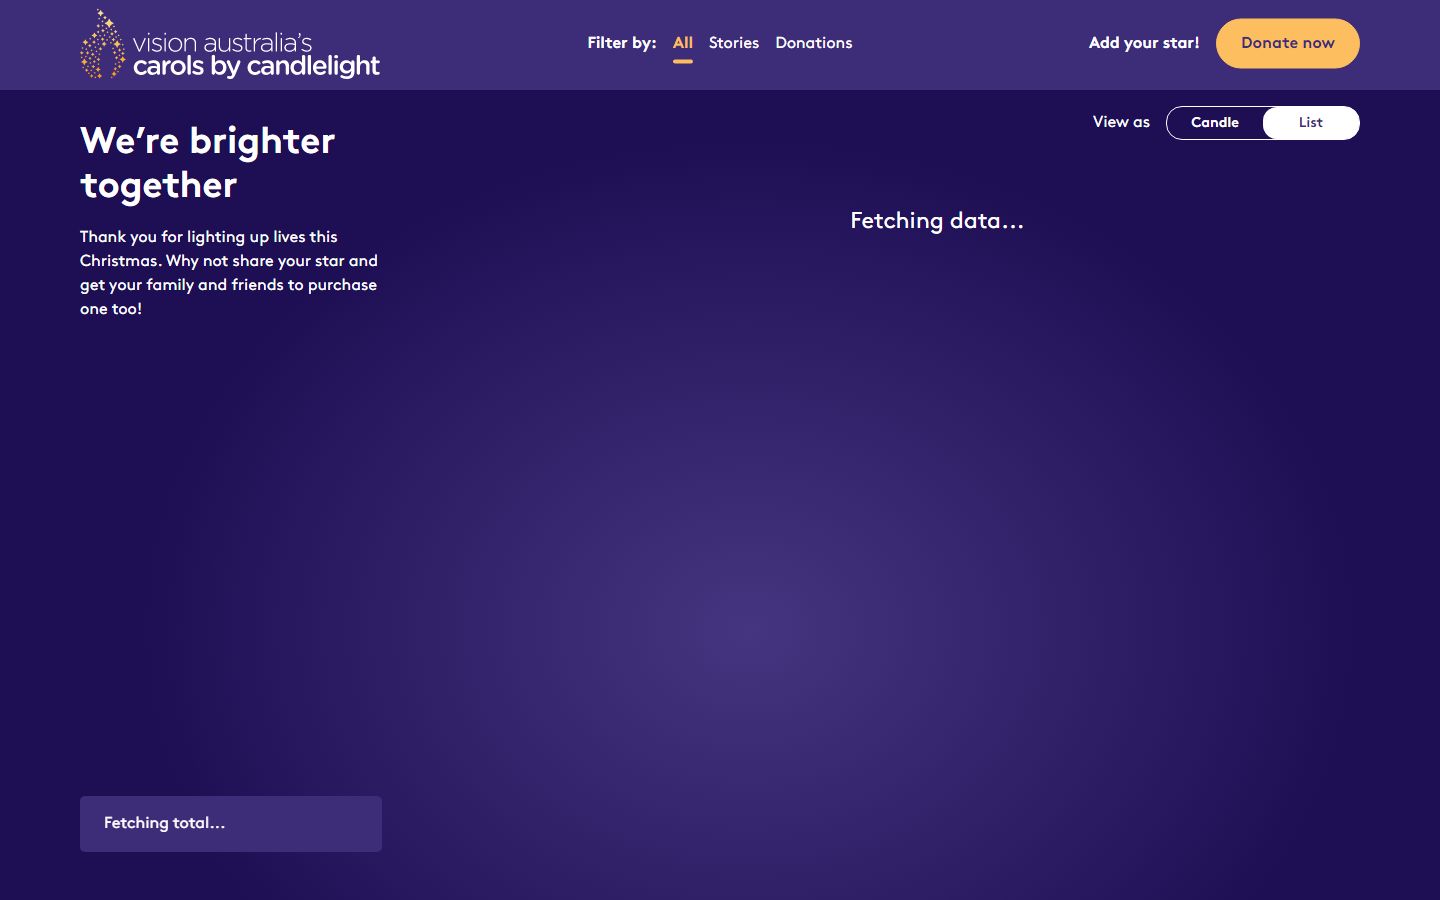 vision australia's
carols by candlelight
Filter by: All Stories Donations
Add your star! Donate now
View as Candle List
We're brighter
together
Thank you for lighting up lives this
Christmas. Why not share your star and
get your family and friends to purchase
one too!
Fetching data...
Fetching total...